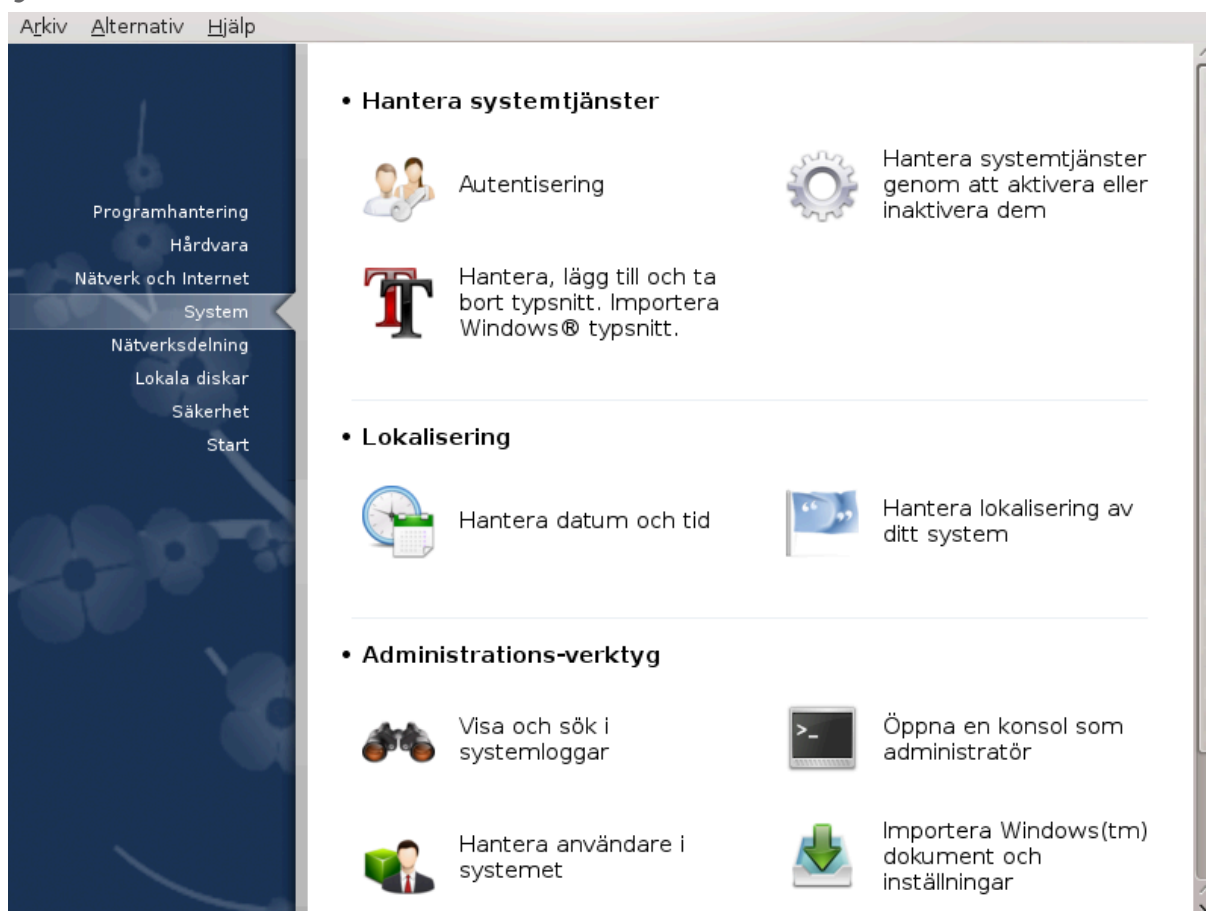 Arkiv Alternativ Hjälp
Programhantering
Hårdvara
Nätverk och Internet
System
Nätverksdelning
Lokala diskar
Säkerhet
Start
• Hantera systemtjänster
Autentisering
Hantera systemtjänster
genom att aktivera eller
inaktivera dem
Hantera, lägg till och ta
bort typsnitt. Importera
Windows® typsnitt.
• Lokalisering
Hantera datum och tid
Hantera lokalisering av
ditt system
• Administrations-verktyg
Visa och sök i
systemloggar
Öppna en konsol som
administratör
Hantera användare i
systemet
Importera Windows(tm)
dokument och
inställningar